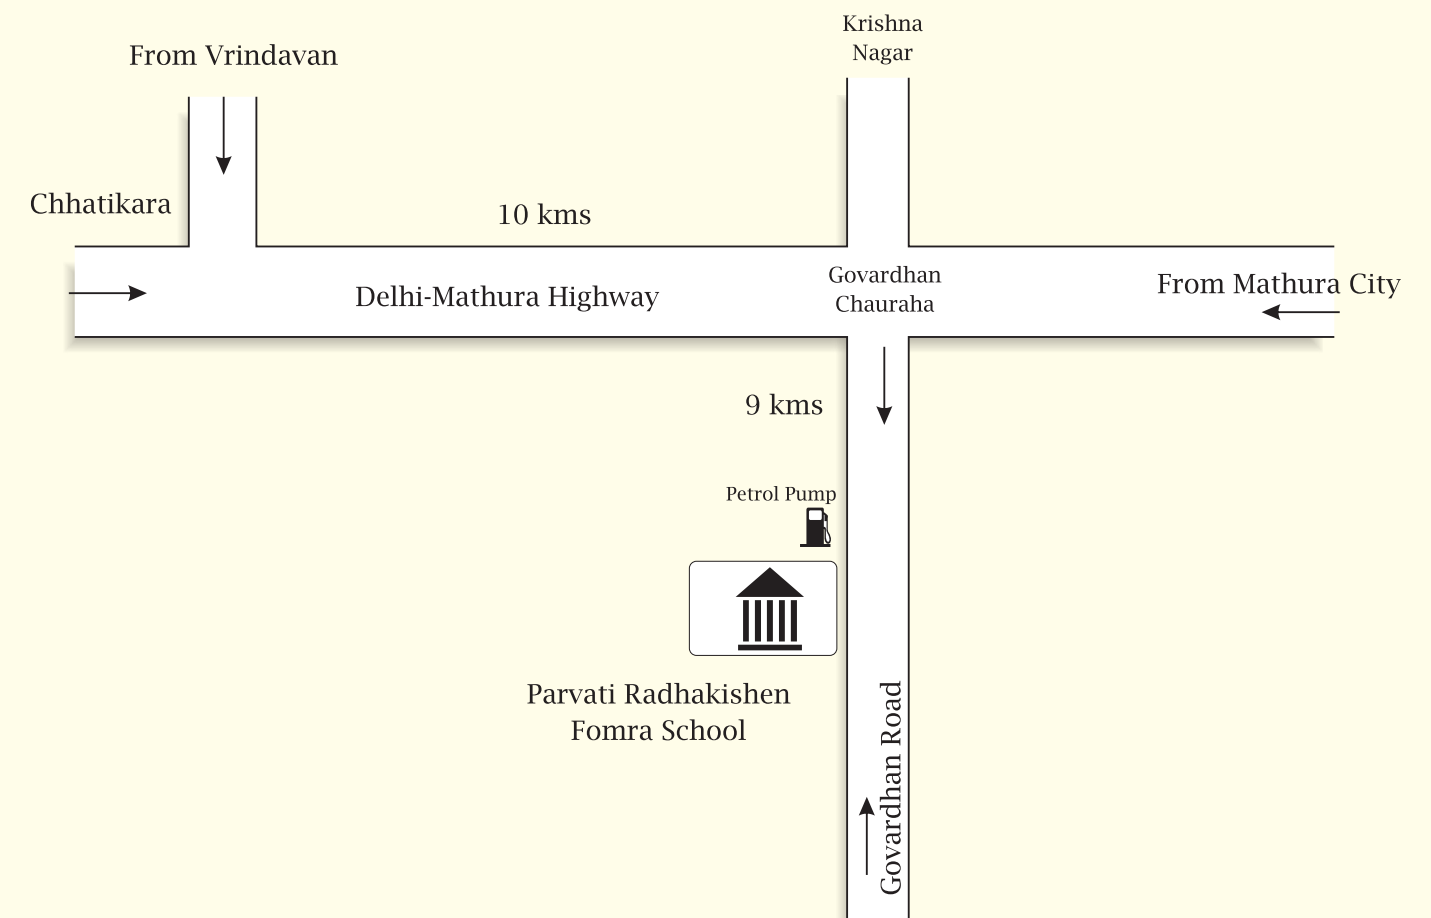 Krishna
Nagar
From Vrindavan
Chhatikara
10 kms
Delhi-Mathura Highway
Govardhan
Chauraha
From Mathura City
9 kms
Petrol Pump
Parvati Radhakishen
Fomra School
Govardhan Road